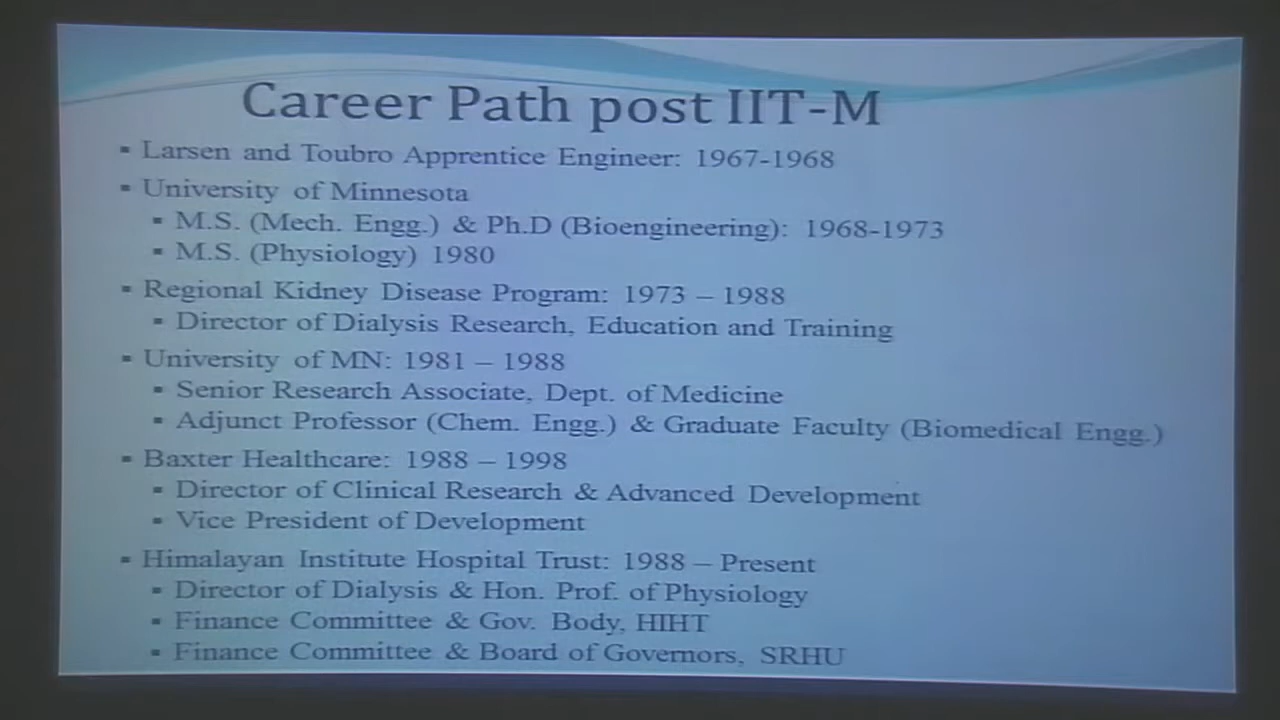 Career Path post IIT-M
▪ Larsen and Toubro Apprentice Engineer: 1967-1968
▪ University of Minnesota
▪ M.S. (Mech. Engg.) & Ph.D (Bioengineering): 1968-1973
▪ M.S. (Physiology) 1980
▪ Regional Kidney Disease Program: 1973 – 1988
▪ Director of Dialysis Research, Education and Training
▪ University of MN: 1981 – 1988
▪ Senior Research Associate, Dept. of Medicine
▪ Adjunct Professor (Chem. Engg.) & Graduate Faculty (Biomedical Engg.)
▪ Baxter Healthcare: 1988 – 1998
▪ Director of Clinical Research & Advanced Development
▪ Vice President of Development
▪ Himalayan Institute Hospital Trust: 1988 – Present
▪ Director of Dialysis & Hon. Prof. of Physiology
▪ Finance Committee & Gov. Body, HIHT
▪ Finance Committee & Board of Governors, SRHU